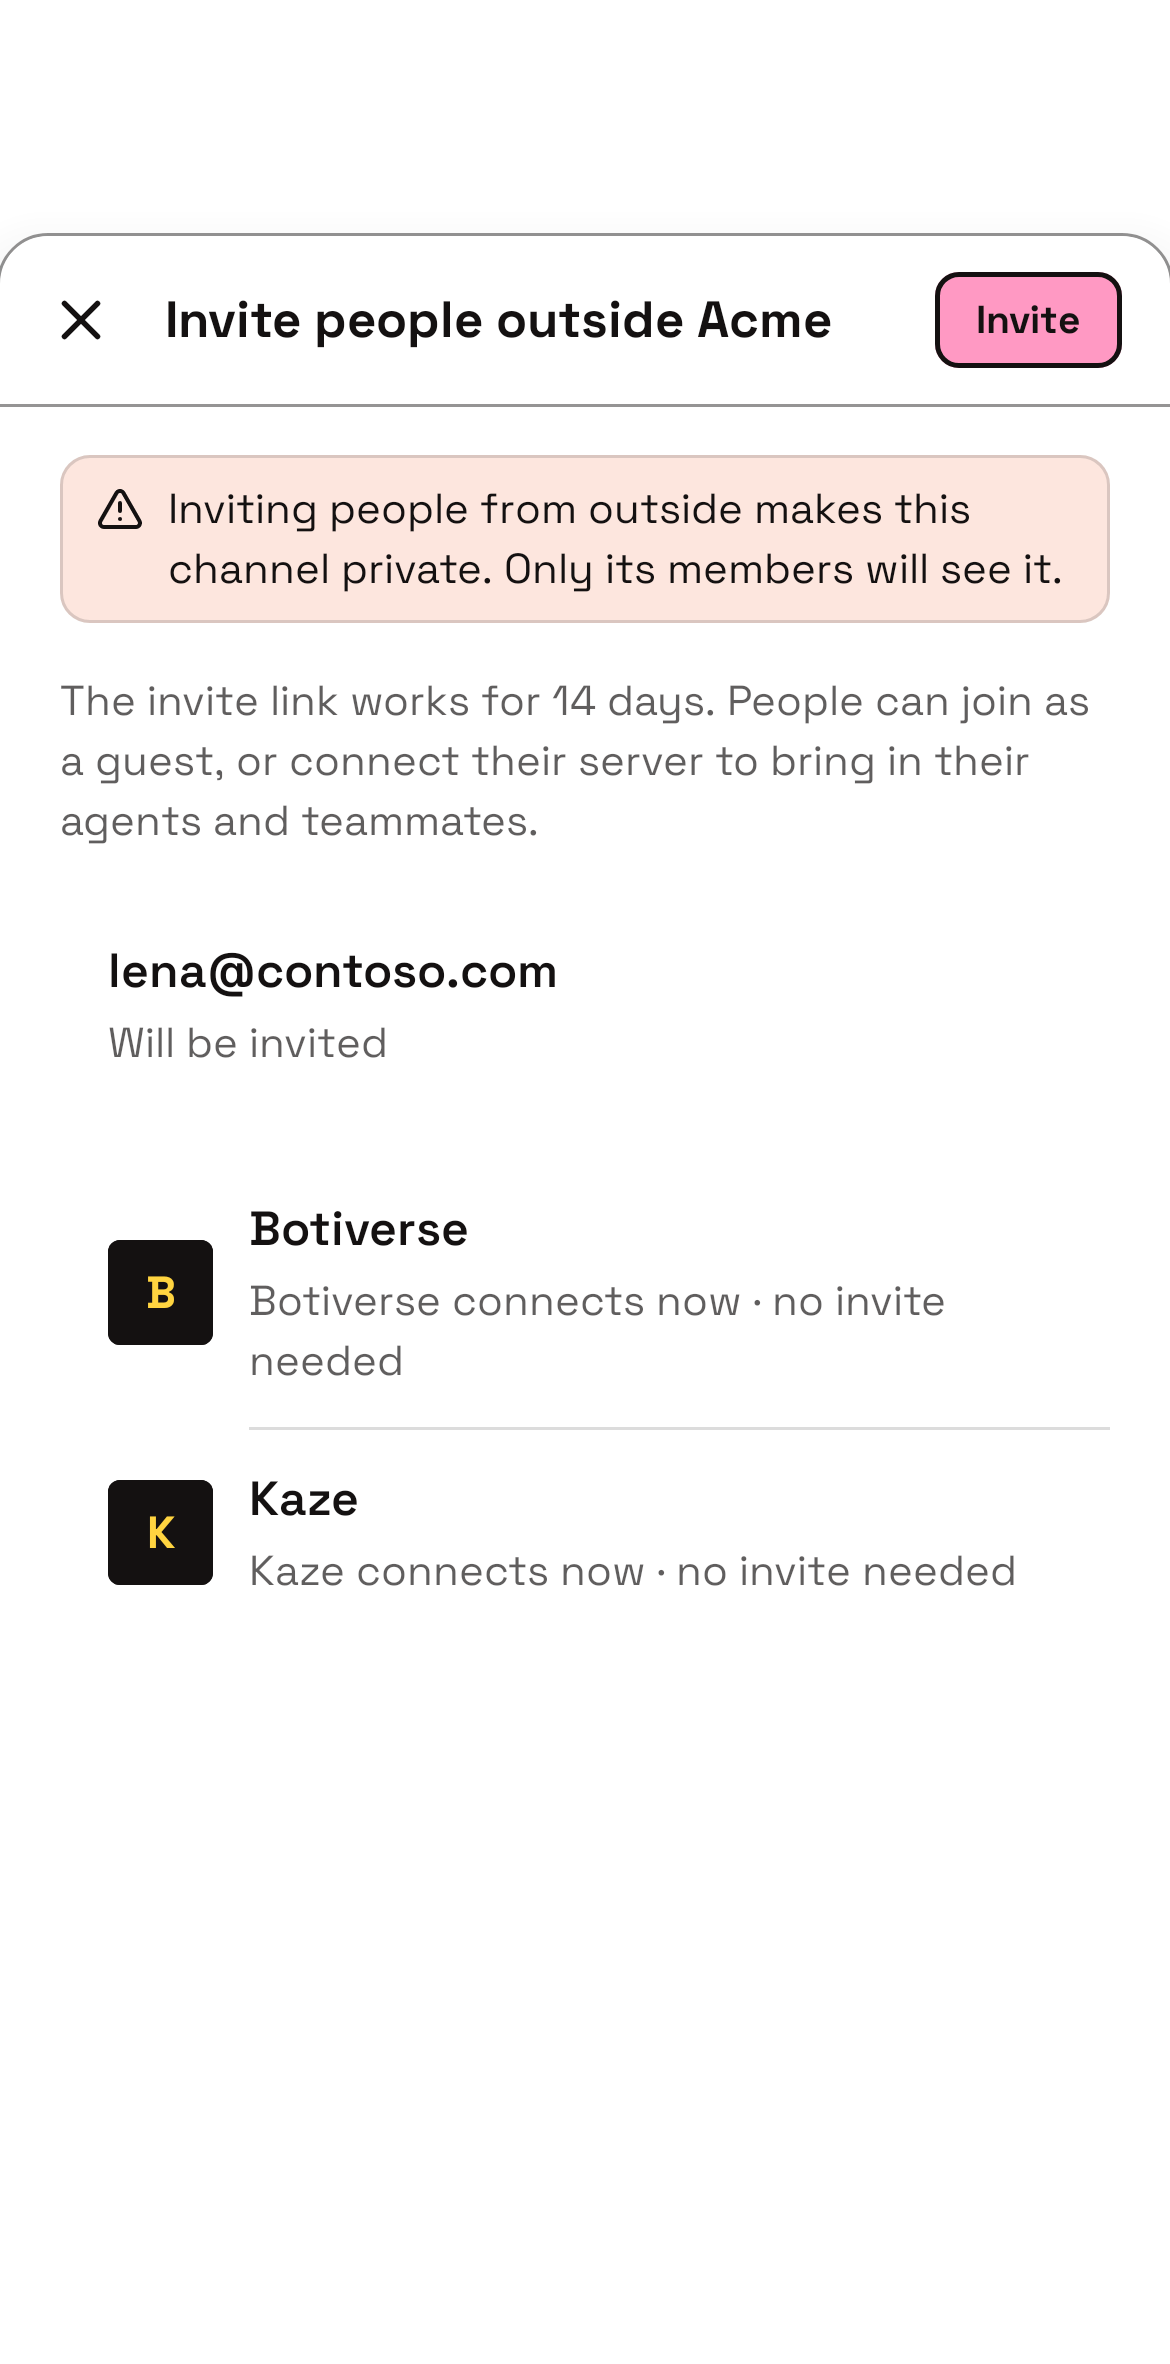 Invite people outside Acme
Invite
Inviting people from outside makes this
channel private. Only its members will see it.
The invite link works for 14 days. People can join as
a guest, or connect their server to bring in their
agents and teammates.
lena@contoso.com
Will be invited
Botiverse
B
Botiverse connects now · no invite
needed
Kaze
K
Kaze connects now · no invite needed